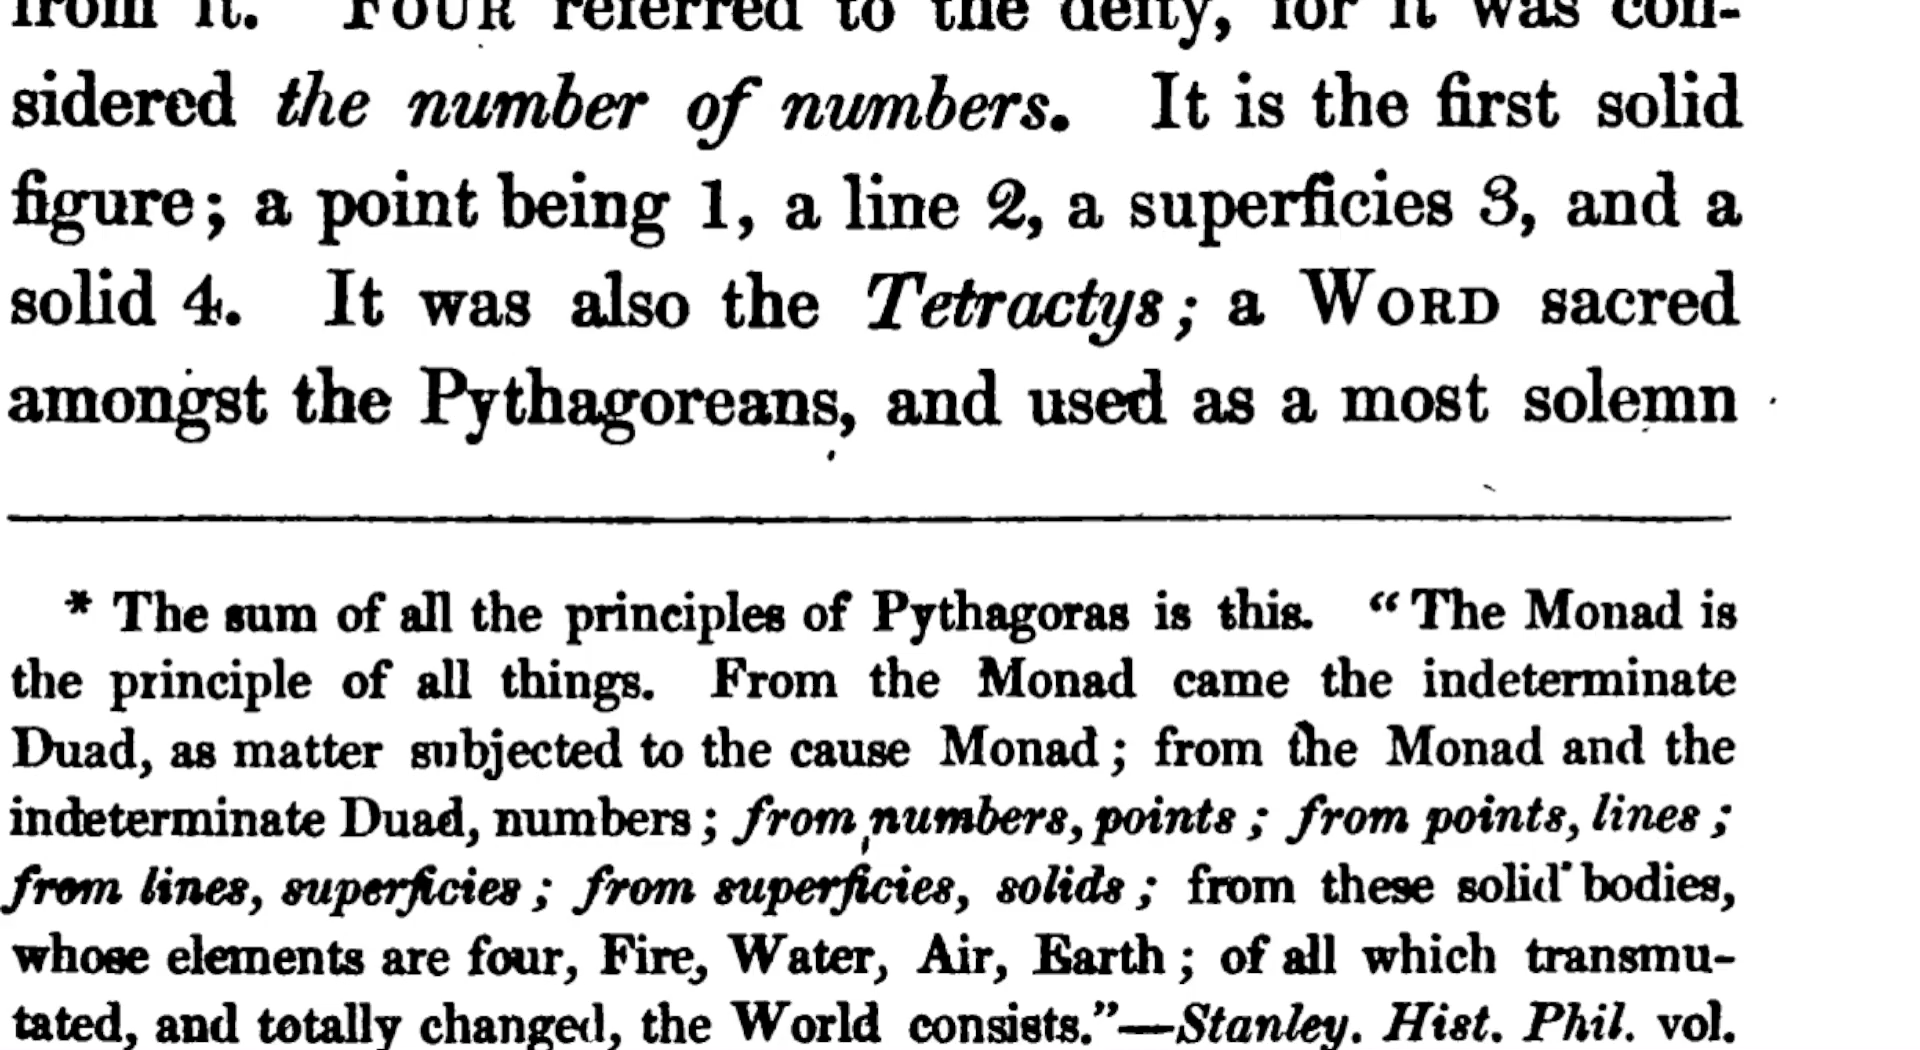 from it. FOUR referred to the deity, for it was con-
sidered the number of numbers. It is the first solid
figure; a point being 1, a line 2, a superficies 3, and a
solid 4. It was also the Tetractys; a WORD sacred
amongst the Pythagoreans, and used as a most solemn
* The sum of all the principles of Pythagoras is this. “The Monad is
the principle of all things. From the Monad came the indeterminate
Duad, as matter subjected to the cause Monad; from the Monad and the
indeterminate Duad, numbers; from numbers, points; from points, lines;
from lines, superficies; from superficies, solids; from these solid bodies,
whose elements are four, Fire, Water, Air, Earth; of all which transmu-
tated, and totally changed, the World consists.”—Stanley. Hist. Phil. vol.